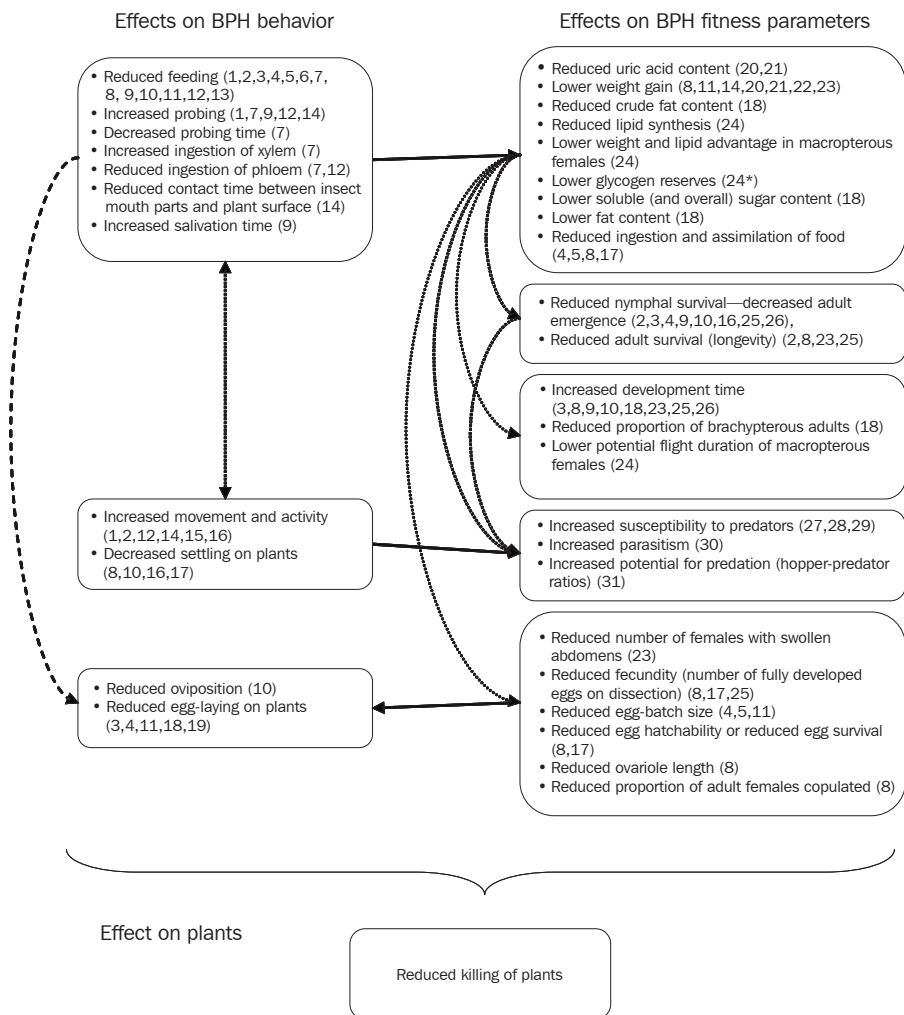 Effects on BPH behavior
• Reduced feeding (1,2,3,4,5,6,7,
8, 9,10,11,12,13)
• Increased probing (1,7,9,12,14)
• Decreased probing time (7)
• Increased ingestion of xylem (7)
• Reduced ingestion of phloem (7,12)
• Reduced contact time between insect
mouth parts and plant surface (14)
• Increased salivation time (9)
• Increased movement and activity
(1,2,12,14,15,16)
• Decreased settling on plants
(8,10,16,17)
• Reduced oviposition (10)
• Reduced egg-laying on plants
(3,4,11,18,19)
Effects on BPH fitness parameters
• Reduced uric acid content (20,21)
• Lower weight gain (8,11,14,20,21,22,23)
• Reduced crude fat content (18)
• Reduced lipid synthesis (24)
• Lower weight and lipid advantage in macropterous
females (24)
• Lower glycogen reserves (24*)
• Lower soluble (and overall) sugar content (18)
• Lower fat content (18)
• Reduced ingestion and assimilation of food
(4,5,8,17)
• Reduced nymphal survival—decreased adult
emergence (2,3,4,9,10,16,25,26),
• Reduced adult survival (longevity) (2,8,23,25)
• Increased development time
(3,8,9,10,18,23,25,26)
• Reduced proportion of brachypterous adults (18)
• Lower potential flight duration of macropterous
females (24)
• Increased susceptibility to predators (27,28,29)
• Increased parasitism (30)
• Increased potential for predation (hopper-predator
ratios) (31)
• Reduced number of females with swollen
abdomens (23)
• Reduced fecundity (number of fully developed
eggs on dissection) (8,17,25)
• Reduced egg-batch size (4,5,11)
• Reduced egg hatchability or reduced egg survival
(8,17)
• Reduced ovariole length (8)
• Reduced proportion of adult females copulated (8)
Effect on plants
Reduced killing of plants